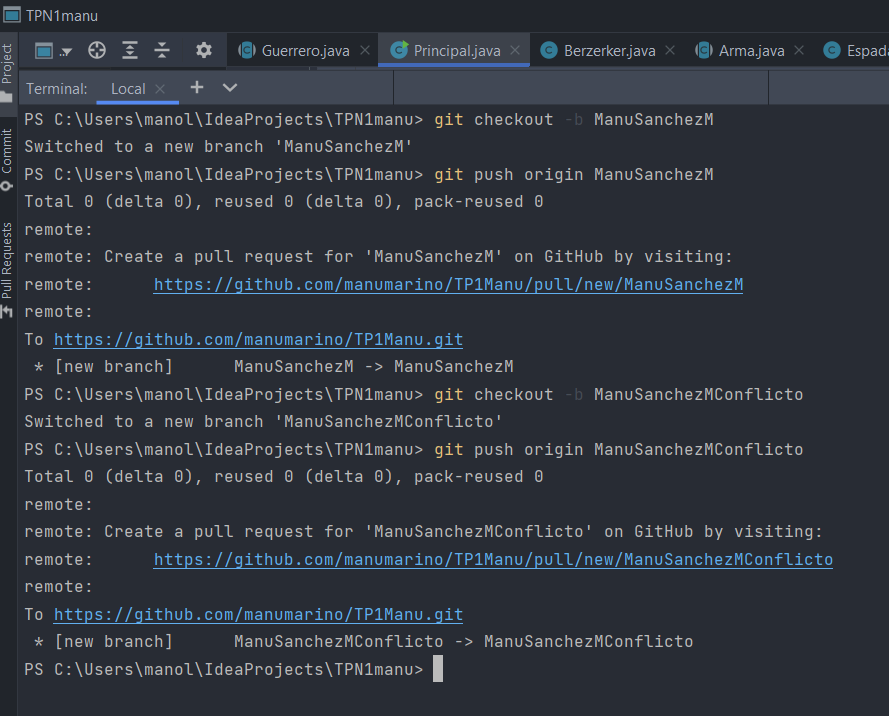 TPN1manu
Project
Commit
Pull Requests
.. Guerrero.java Principal.java Berzerker.java Arma.java Espada
Terminal: Local
PS C:\Users\manol\IdeaProjects\TPN1manu> git checkout -b ManuSanchezM
Switched to a new branch 'ManuSanchezM'
PS C:\Users\manol\IdeaProjects\TPN1manu> git push origin ManuSanchezM
Total 0 (delta 0), reused 0 (delta 0), pack-reused 0
remote:
remote: Create a pull request for 'ManuSanchezM' on GitHub by visiting:
remote:      https://github.com/manumarino/TP1Manu/pull/new/ManuSanchezM
remote:
To https://github.com/manumarino/TP1Manu.git
 * [new branch]      ManuSanchezM -> ManuSanchezM
PS C:\Users\manol\IdeaProjects\TPN1manu> git checkout -b ManuSanchezMConflicto
Switched to a new branch 'ManuSanchezMConflicto'
PS C:\Users\manol\IdeaProjects\TPN1manu> git push origin ManuSanchezMConflicto
Total 0 (delta 0), reused 0 (delta 0), pack-reused 0
remote:
remote: Create a pull request for 'ManuSanchezMConflicto' on GitHub by visiting:
remote:      https://github.com/manumarino/TP1Manu/pull/new/ManuSanchezMConflicto
remote:
To https://github.com/manumarino/TP1Manu.git
 * [new branch]      ManuSanchezMConflicto -> ManuSanchezMConflicto
PS C:\Users\manol\IdeaProjects\TPN1manu>